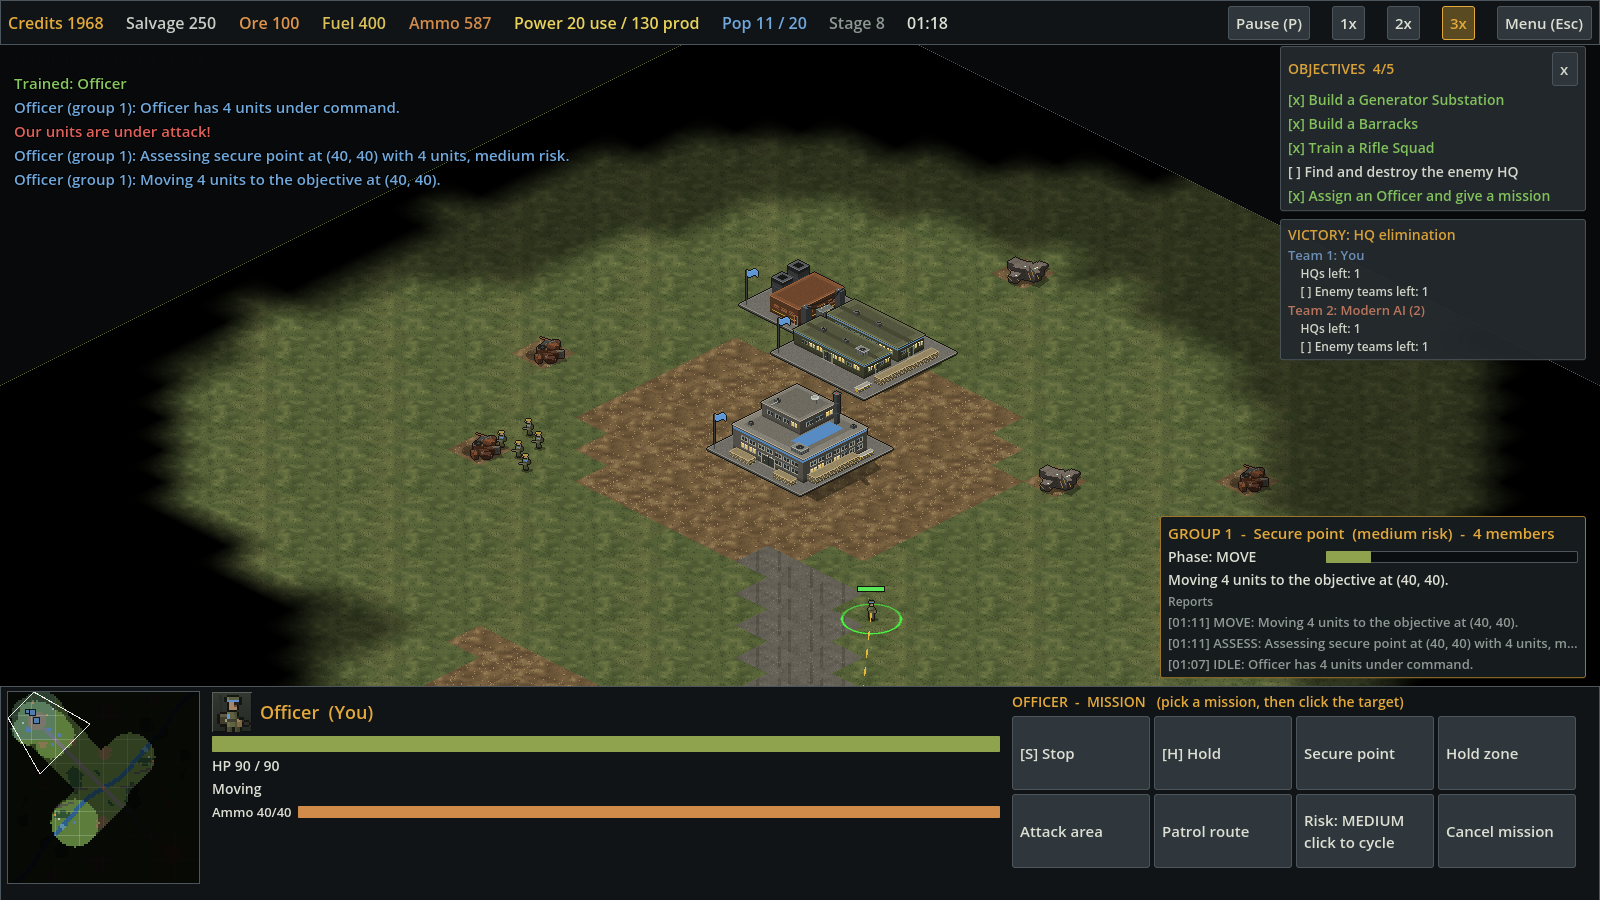 Credits 1968 Salvage 250 Ore 100 Fuel 400 Ammo 587 Power 20 use / 130 prod Pop 11 / 20 Stage 8 01:18 Pause (P) 1x 2x 3x Menu (Esc)
Trained: Officer
Officer (group 1): Officer has 4 units under command.
Our units are under attack!
Officer (group 1): Assessing secure point at (40, 40) with 4 units, medium risk.
Officer (group 1): Moving 4 units to the objective at (40, 40).
OBJECTIVES 4/5 x
[x] Build a Generator Substation
[x] Build a Barracks
[x] Train a Rifle Squad
[ ] Find and destroy the enemy HQ
[x] Assign an Officer and give a mission
VICTORY: HQ elimination
Team 1: You
HQs left: 1
[ ] Enemy teams left: 1
Team 2: Modern AI (2)
HQs left: 1
[ ] Enemy teams left: 1
GROUP 1 - Secure point (medium risk) - 4 members
Phase: MOVE
Moving 4 units to the objective at (40, 40).
Reports
[01:11] MOVE: Moving 4 units to the objective at (40, 40).
[01:11] ASSESS: Assessing secure point at (40, 40) with 4 units, m...
[01:07] IDLE: Officer has 4 units under command.
Officer (You)
HP 90 / 90
Moving
Ammo 40/40
OFFICER - MISSION (pick a mission, then click the target)
[S] Stop [H] Hold Secure point Hold zone
Attack area Patrol route Risk: MEDIUM
click to cycle Cancel mission